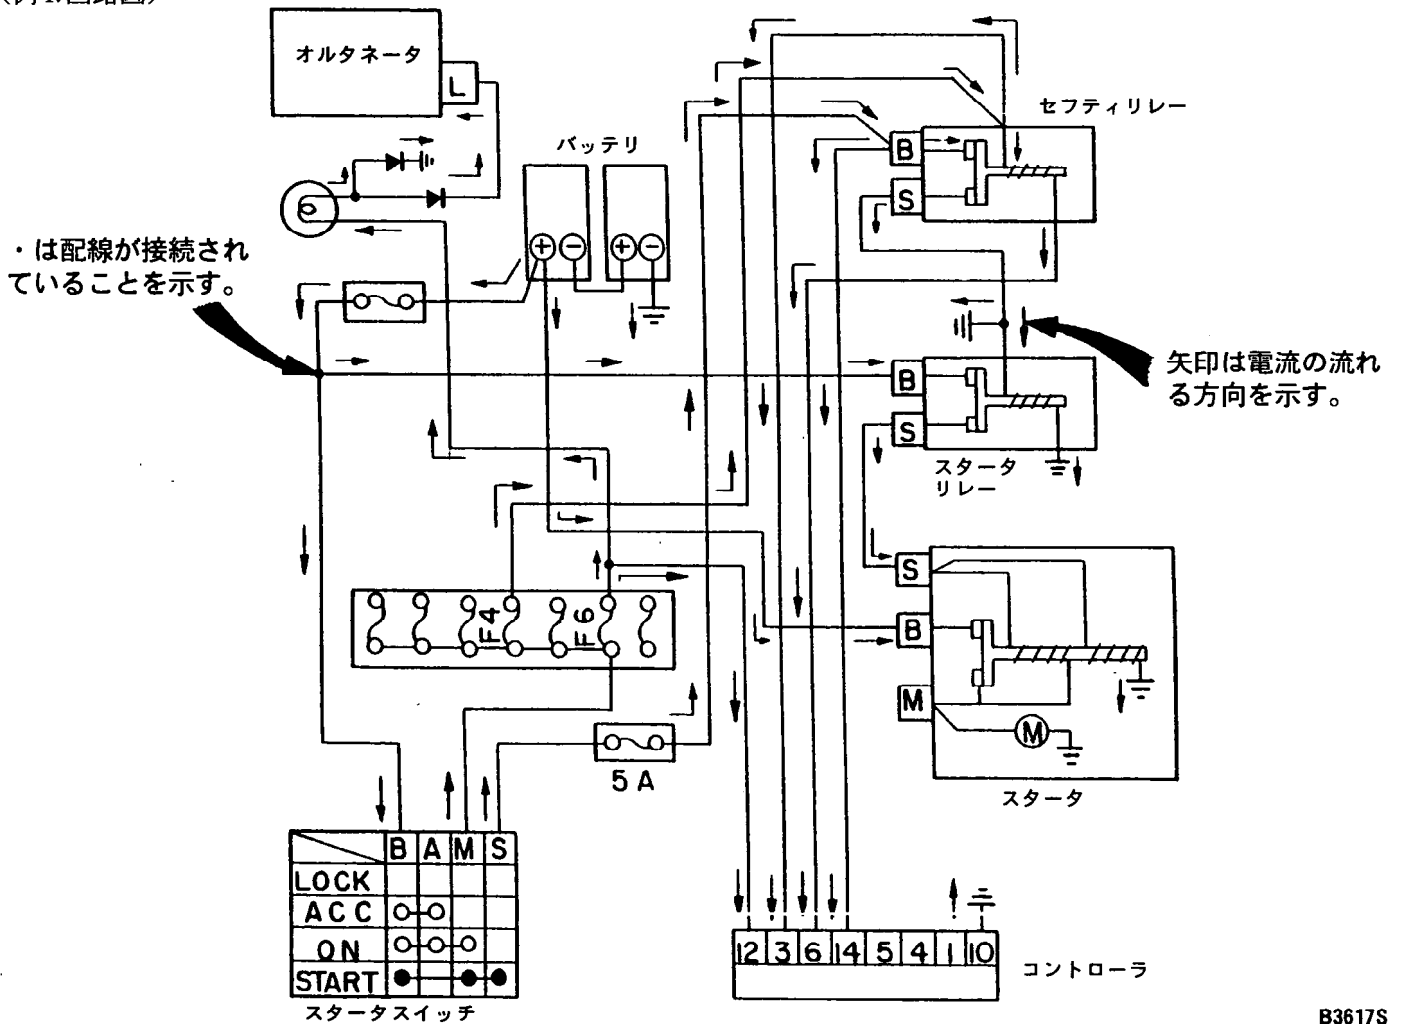 オルタネータ
L
バッテリ
セフティリレー
B
S
・は配線が接続され
ていることを示す。
矢印は電流の流れ
る方向を示す。
B
S
スタータ
リレー
S
B
M
M
スタータ
F4
F6
5A
B A M S
LOCK
ACC
ON
START
スタータスイッチ
12 3 6 14 5 4 1 10
コントローラ
B3617S